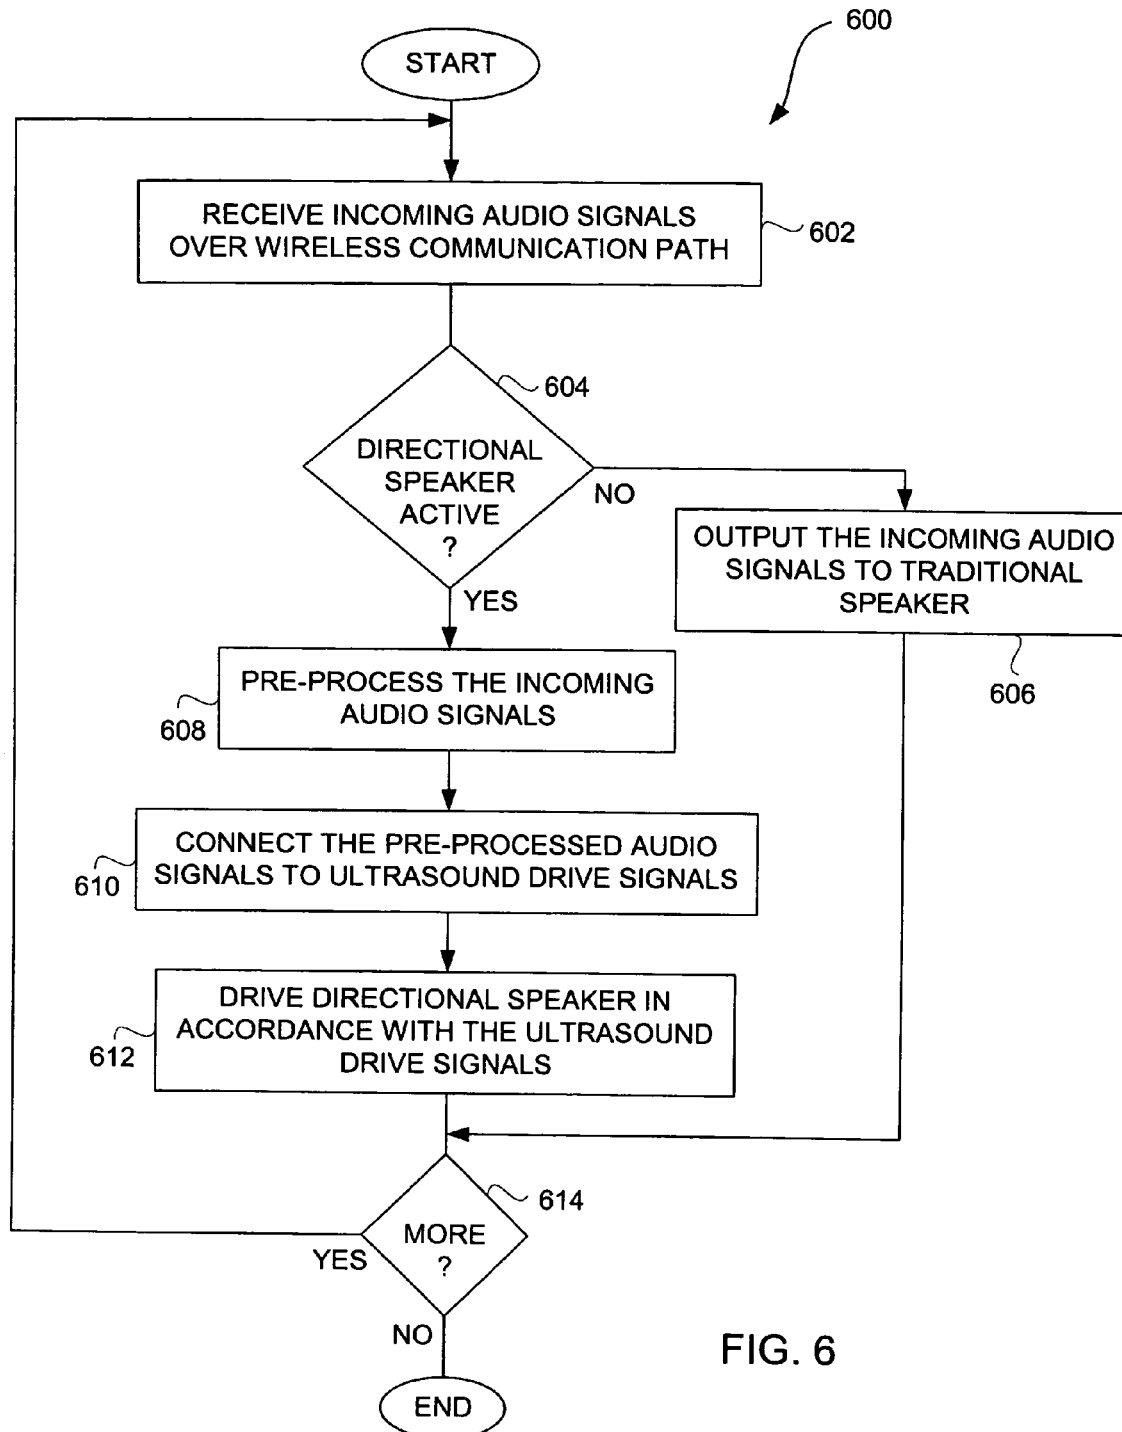 600
START
RECEIVE INCOMING AUDIO SIGNALS
OVER WIRELESS COMMUNICATION PATH
602
604
DIRECTIONAL
SPEAKER
ACTIVE
?
NO
YES
OUTPUT THE INCOMING AUDIO
SIGNALS TO TRADITIONAL
SPEAKER
606
PRE-PROCESS THE INCOMING
AUDIO SIGNALS
608
CONNECT THE PRE-PROCESSED AUDIO
SIGNALS TO ULTRASOUND DRIVE SIGNALS
610
DRIVE DIRECTIONAL SPEAKER IN
ACCORDANCE WITH THE ULTRASOUND
DRIVE SIGNALS
612
614
MORE
?
YES
NO
END
FIG. 6